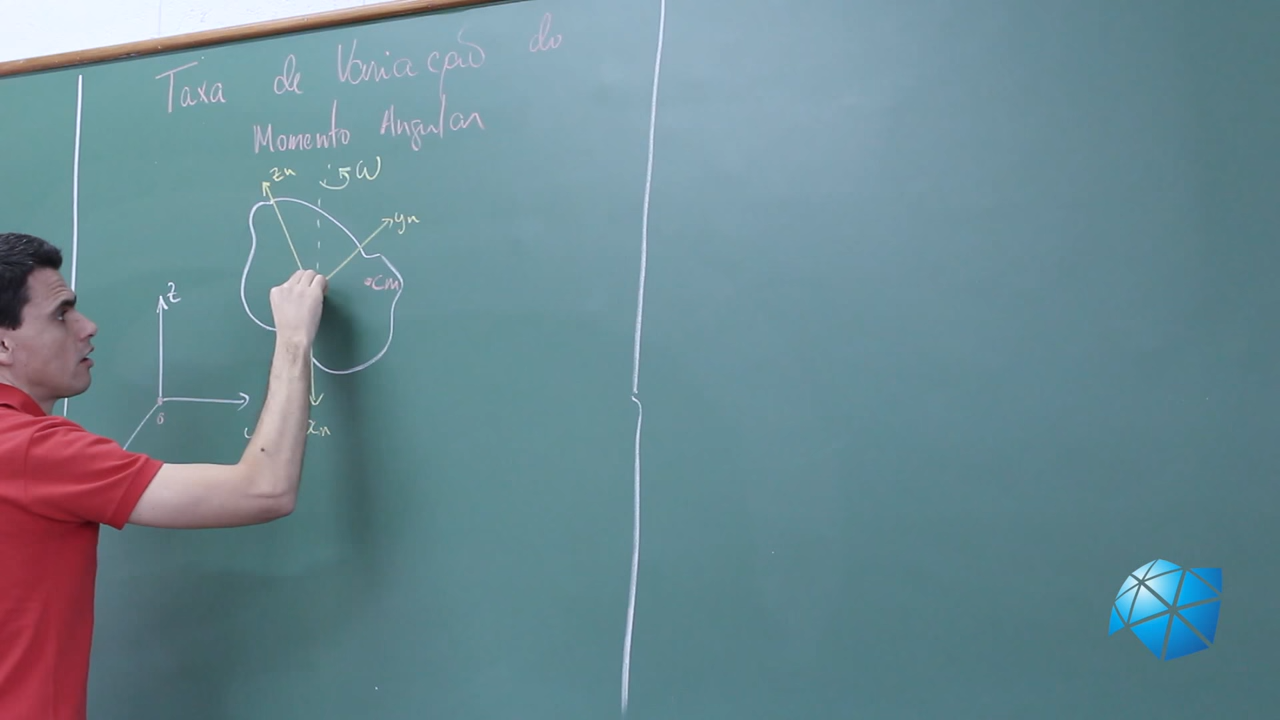 Taxa de Variação do
Momento Angular
zn
ω
yn
cm
z
o
xn